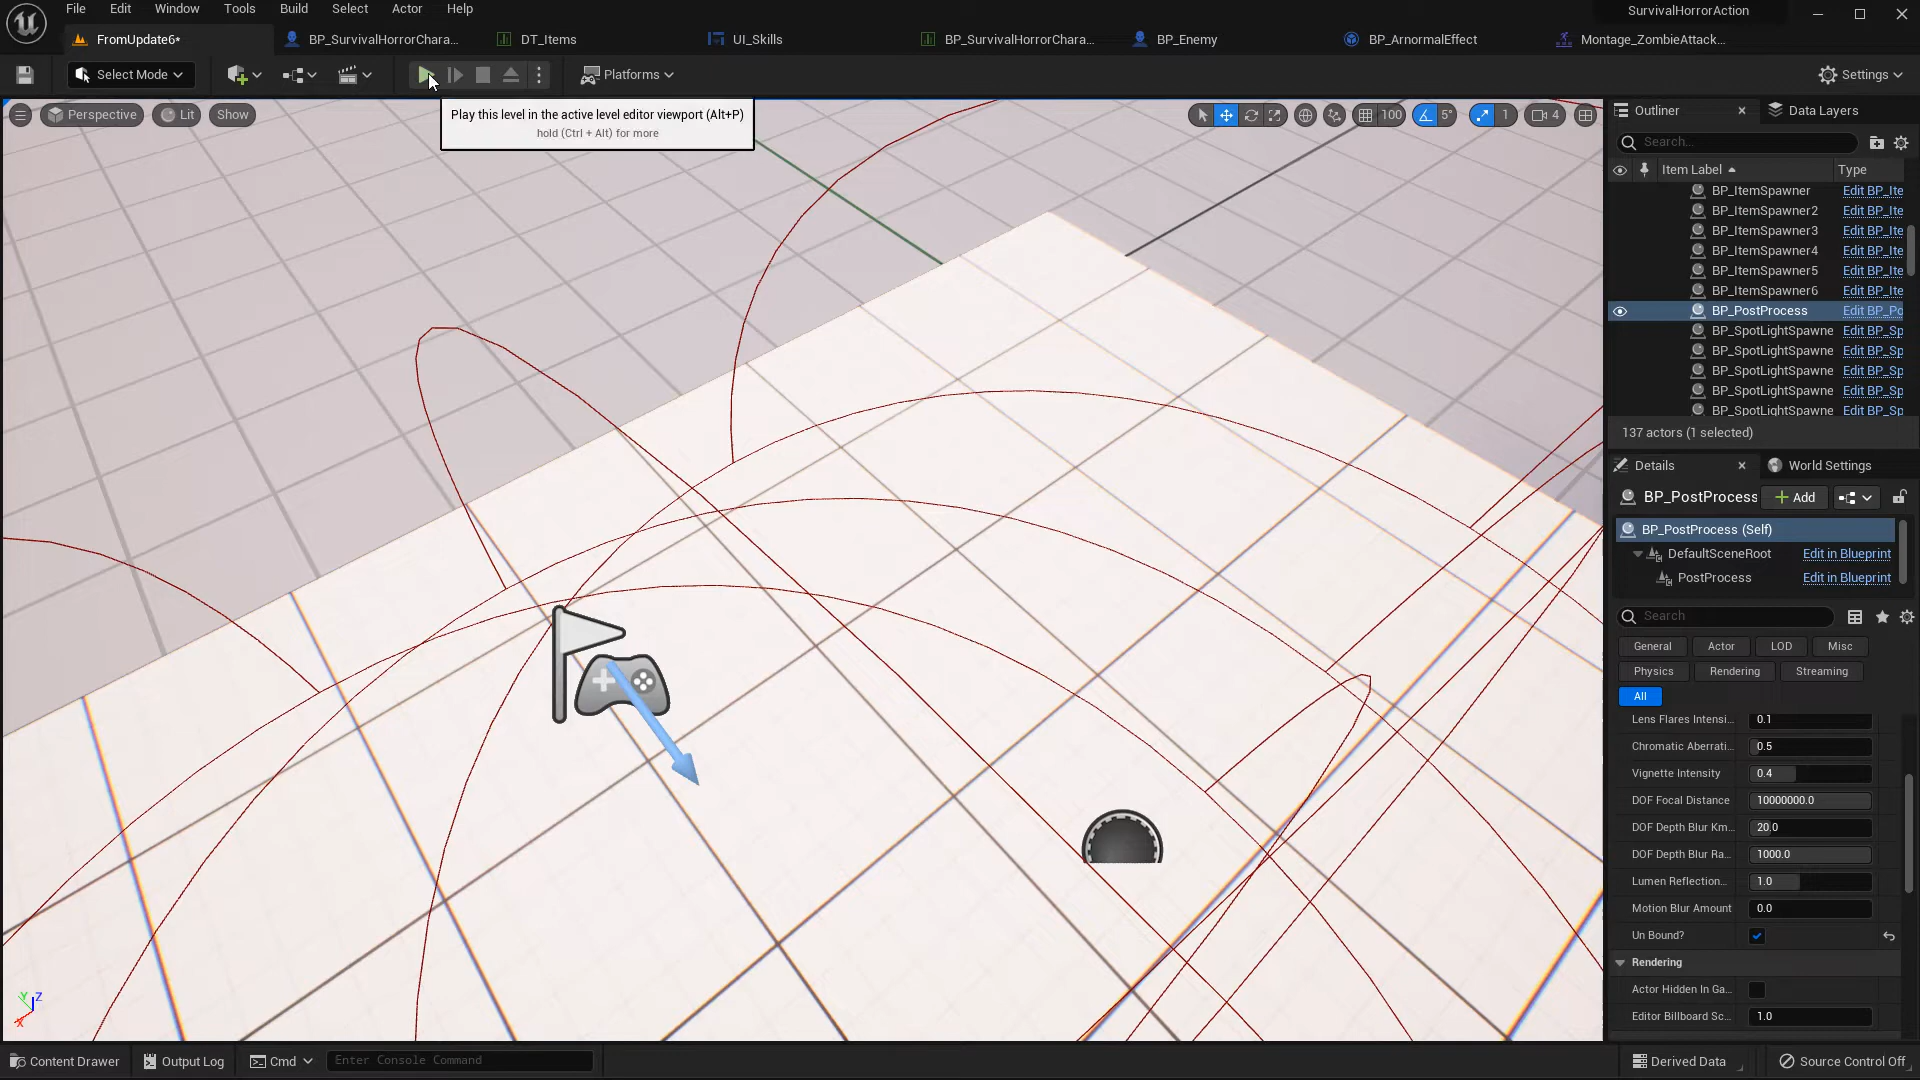 File Edit Window Tools Build Select Actor Help
SurvivalHorrorAction
FromUpdate6*
BP_SurvivalHorrorChara...
DT_Items
UI_Skills
BP_SurvivalHorrorChara...
BP_Enemy
BP_ArnormalEffect
Montage_ZombieAttack...
Select Mode
Platforms
Settings
Play this level in the active level editor viewport (Alt+P)
hold (Ctrl + Alt) for more
Perspective
Lit
Show
100
5°
1
4
Outliner
Data Layers
Search...
Item Label
Type
BP_ItemSpawner Edit BP_Ite
BP_ItemSpawner2 Edit BP_Ite
BP_ItemSpawner3 Edit BP_Ite
BP_ItemSpawner4 Edit BP_Ite
BP_ItemSpawner5 Edit BP_Ite
BP_ItemSpawner6 Edit BP_Ite
BP_PostProcess Edit BP_Po
BP_SpotLightSpawne Edit BP_Sp
BP_SpotLightSpawne Edit BP_Sp
BP_SpotLightSpawne Edit BP_Sp
BP_SpotLightSpawne Edit BP_Sp
BP_SpotLightSpawne Edit BP_Sp
137 actors (1 selected)
Details
World Settings
BP_PostProcess
Add
BP_PostProcess (Self)
DefaultSceneRoot Edit in Blueprint
PostProcess Edit in Blueprint
Search
General Actor LOD Misc
Physics Rendering Streaming
All
Lens Flares Intensi... 0.1
Chromatic Aberrati... 0.5
Vignette Intensity 0.4
DOF Focal Distance 10000000.0
DOF Depth Blur Km... 20.0
DOF Depth Blur Ra... 1000.0
Lumen Reflection... 1.0
Motion Blur Amount 0.0
Un Bound?
Rendering
Actor Hidden In Ga...
Editor Billboard Sc... 1.0
Y Z
X
Content Drawer
Output Log
Cmd
Enter Console Command
Derived Data
Source Control Off